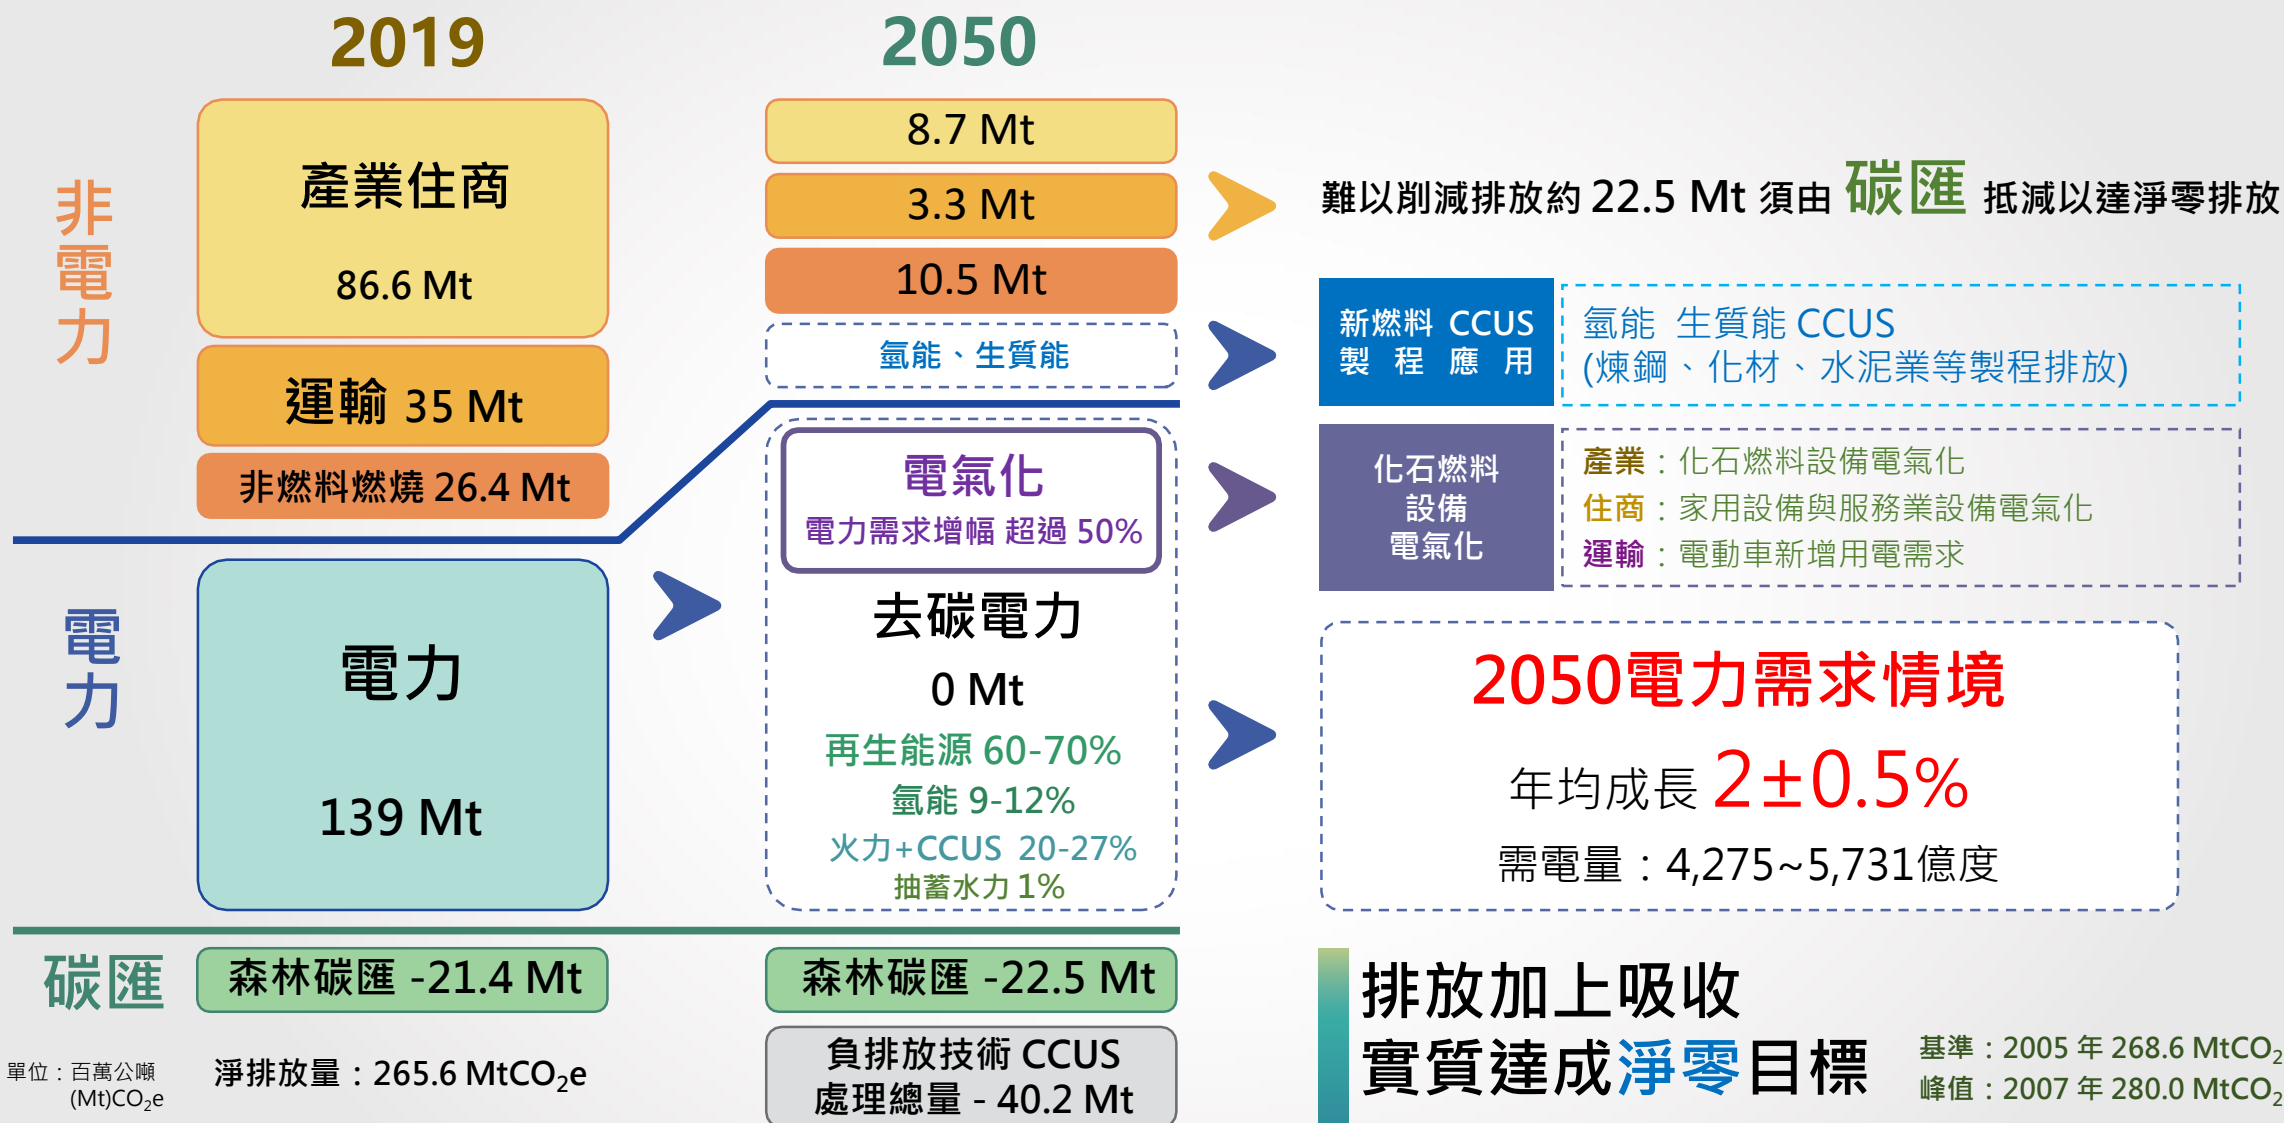 2019
2050
非電力
產業住商
86.6 Mt
運輸 35 Mt
非燃料燃燒 26.4 Mt
8.7 Mt
3.3 Mt
10.5 Mt
氫能、生質能
難以削減排放約 22.5 Mt 須由 碳匯 抵減以達淨零排放
新燃料 CCUS
製程應用
氫能 生質能 CCUS
(煉鋼、化材、水泥業等製程排放)
電力
電力
139 Mt
電氣化
電力需求增幅 超過 50%
去碳電力
0 Mt
再生能源 60-70%
氫能 9-12%
火力+CCUS 20-27%
抽蓄水力 1%
化石燃料
設備
電氣化
產業：化石燃料設備電氣化
住商：家用設備與服務業設備電氣化
運輸：電動車新增用電需求
2050電力需求情境
年均成長 2±0.5%
需電量：4,275~5,731億度
碳匯
森林碳匯 -21.4 Mt
森林碳匯 -22.5 Mt
單位：百萬公噸
(Mt)CO₂e
淨排放量：265.6 MtCO₂e
負排放技術 CCUS
處理總量 - 40.2 Mt
排放加上吸收
實質達成淨零目標
基準：2005 年 268.6 MtCO₂
峰值：2007 年 280.0 MtCO₂